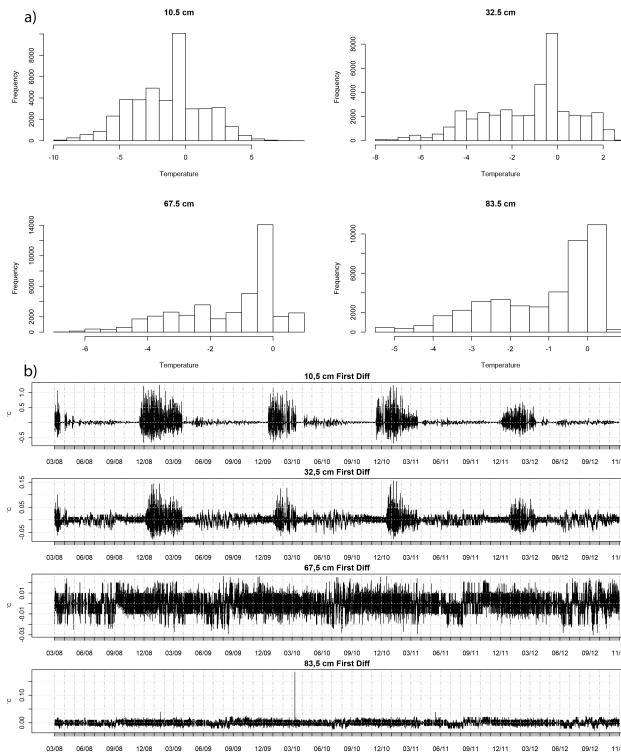 a)
10.5 cm
32.5 cm
Frequency
0 2000 4000 6000 8000
-10 -5 0 5
Temperature
Frequency
0 2000 4000 6000 8000
-8 -6 -4 -2 0 2
Temperature
67.5 cm
83.5 cm
Frequency
0 2000 6000 10000 14000
-6 -4 -2 0
Temperature
Frequency
0 2000 6000 10000
-5 -4 -3 -2 -1 0
Temperature
b)
10,5 cm First Diff
°C
-0.5 0.5 1.0
03/08 06/08 09/08 12/08 03/09 06/09 09/09 12/09 03/10 06/10 09/10 12/10 03/11 06/11 09/11 12/11 03/12 06/12 09/12 11/
32,5 cm First Diff
°C
-0.05 0.05 0.15
03/08 06/08 09/08 12/08 03/09 06/09 09/09 12/09 03/10 06/10 09/10 12/10 03/11 06/11 09/11 12/11 03/12 06/12 09/12 11/
67,5 cm First Diff
°C
-0.03 -0.01 0.01
03/08 06/08 09/08 12/08 03/09 06/09 09/09 12/09 03/10 06/10 09/10 12/10 03/11 06/11 09/11 12/11 03/12 06/12 09/12 11/
83,5 cm First Diff
°C
0.00 0.10
03/08 06/08 09/08 12/08 03/09 06/09 09/09 12/09 03/10 06/10 09/10 12/10 03/11 06/11 09/11 12/11 03/12 06/12 09/12 11/